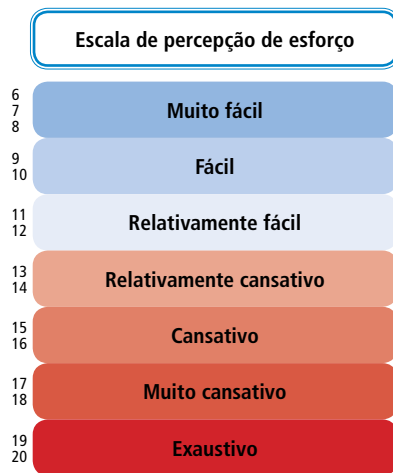 Escala de percepção de esforço
6
7
8
Muito fácil
9
10
Fácil
11
12
Relativamente fácil
13
14
Relativamente cansativo
15
16
Cansativo
17
18
Muito cansativo
19
20
Exaustivo